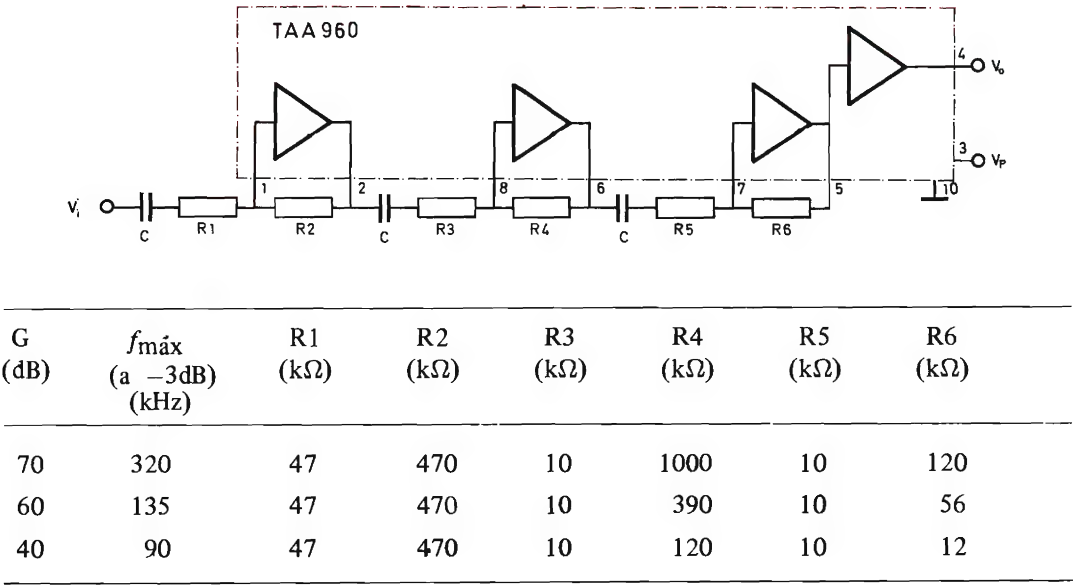 TAA 960
4
Vo
3
VP
1
2
8
6
7
5
10
Vi
C
R1
R2
C
R3
R4
C
R5
R6
G
(dB)
fmáx
(a −3dB)
(kHz)
R1
(kΩ)
R2
(kΩ)
R3
(kΩ)
R4
(kΩ)
R5
(kΩ)
R6
(kΩ)
70 320 47 470 10 1000 10 120
60 135 47 470 10 390 10 56
40 90 47 470 10 120 10 12